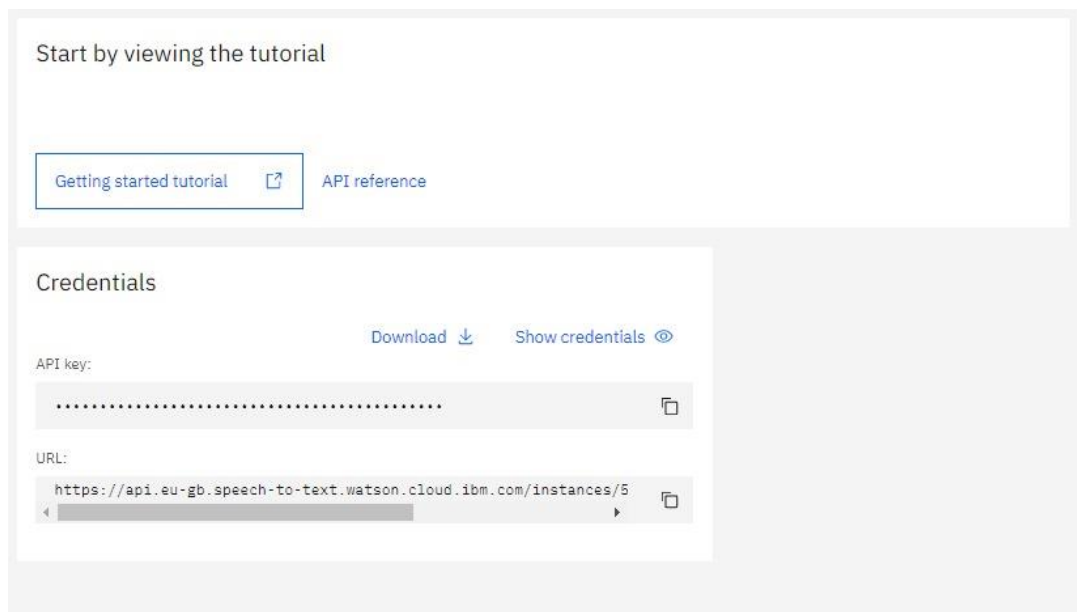 Start by viewing the tutorial
Getting started tutorial API reference
Credentials
Download Show credentials
API key:
............................................
URL:
https://api.eu-gb.speech-to-text.watson.cloud.ibm.com/instances/5